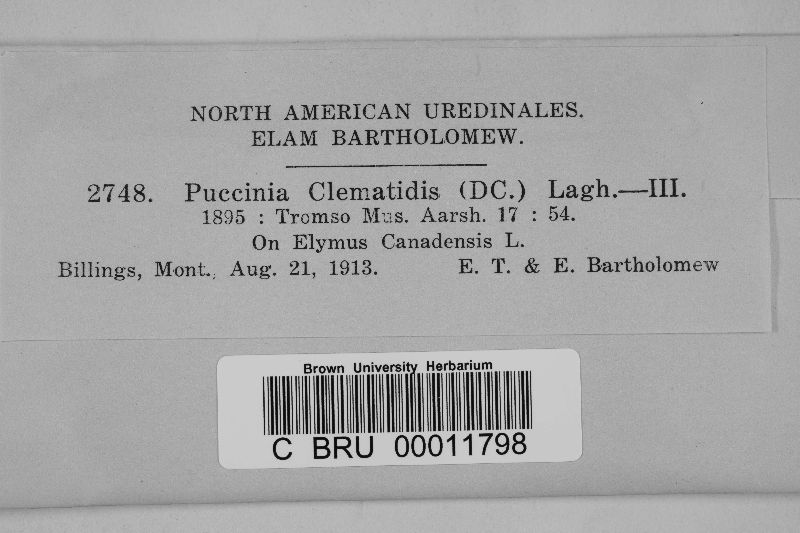 NORTH AMERICAN UREDINALES.
ELAM BARTHOLOMEW.
2748. Puccinia Clematidis (DC.) Lagh.—III.
1895 : Tromso Mus. Aarsh. 17 : 54.
On Elymus Canadensis L.
Billings, Mont., Aug. 21, 1913. E. T. & E. Bartholomew
Brown University Herbarium
C BRU 00011798